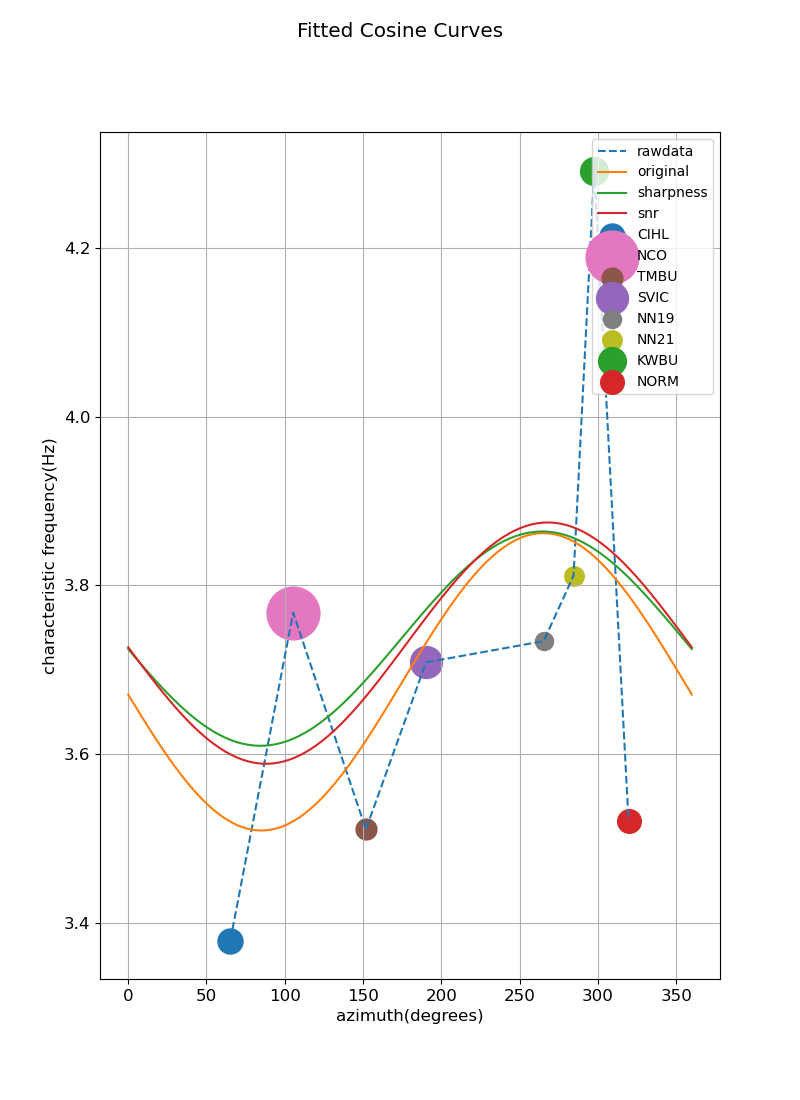 Fitted Cosine Curves
rawdata
original
sharpness
snr
CIHL
NCO
TMBU
SVIC
NN19
NN21
KWBU
NORM
characteristic frequency(Hz)
4.2
4.0
3.8
3.6
3.4
0 50 100 150 200 250 300 350
azimuth(degrees)